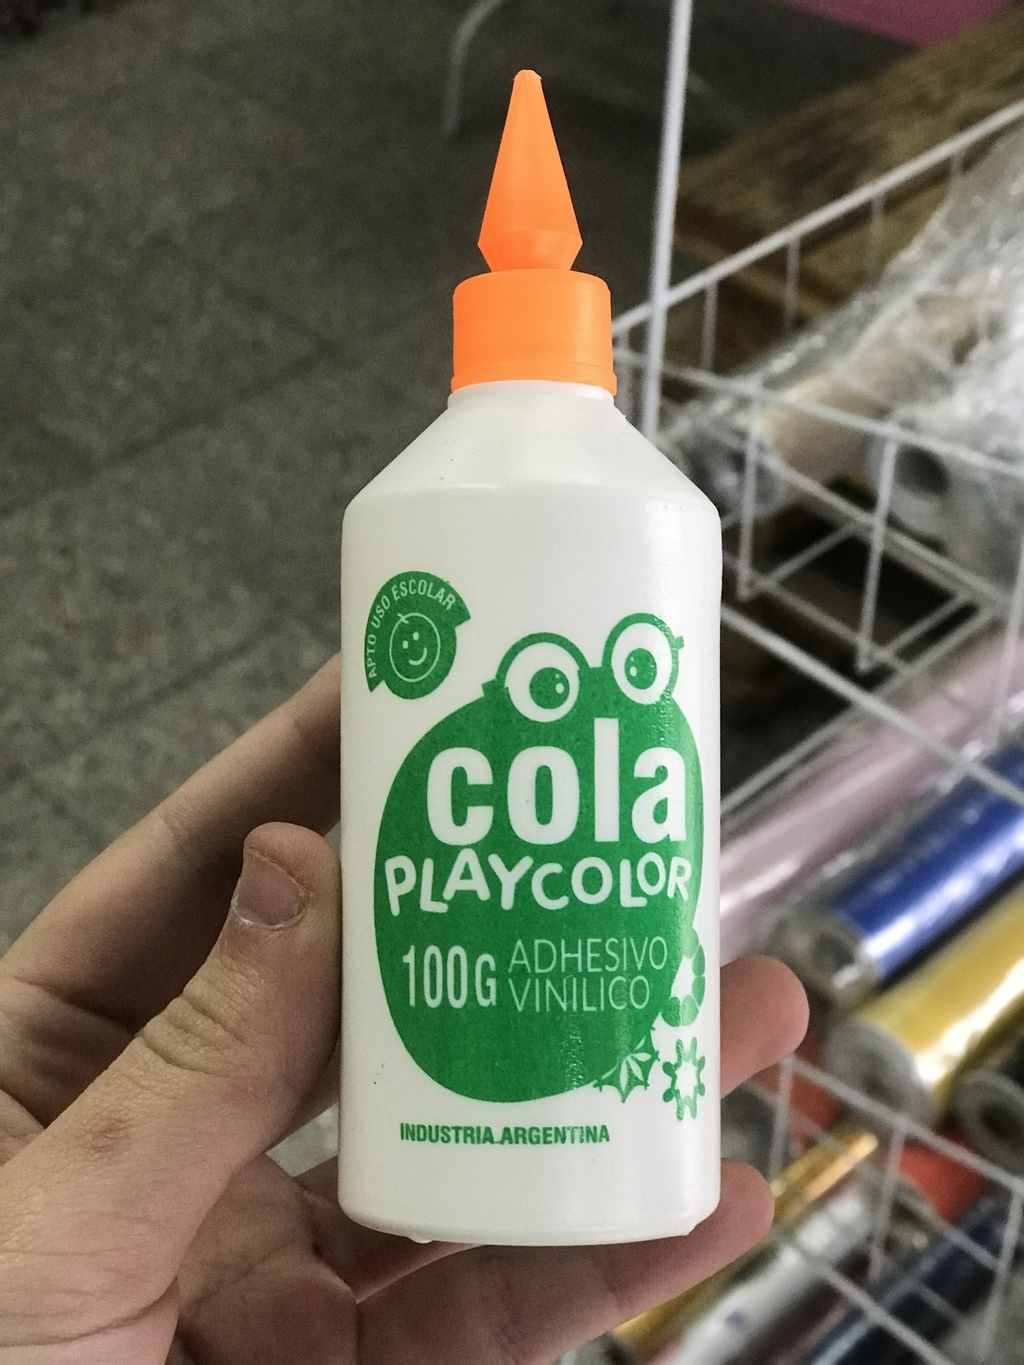 APTO USO ESCOLAR
cola
PLAYCOLOR
100G ADHESIVO
VINILICO
INDUSTRIA ARGENTINA